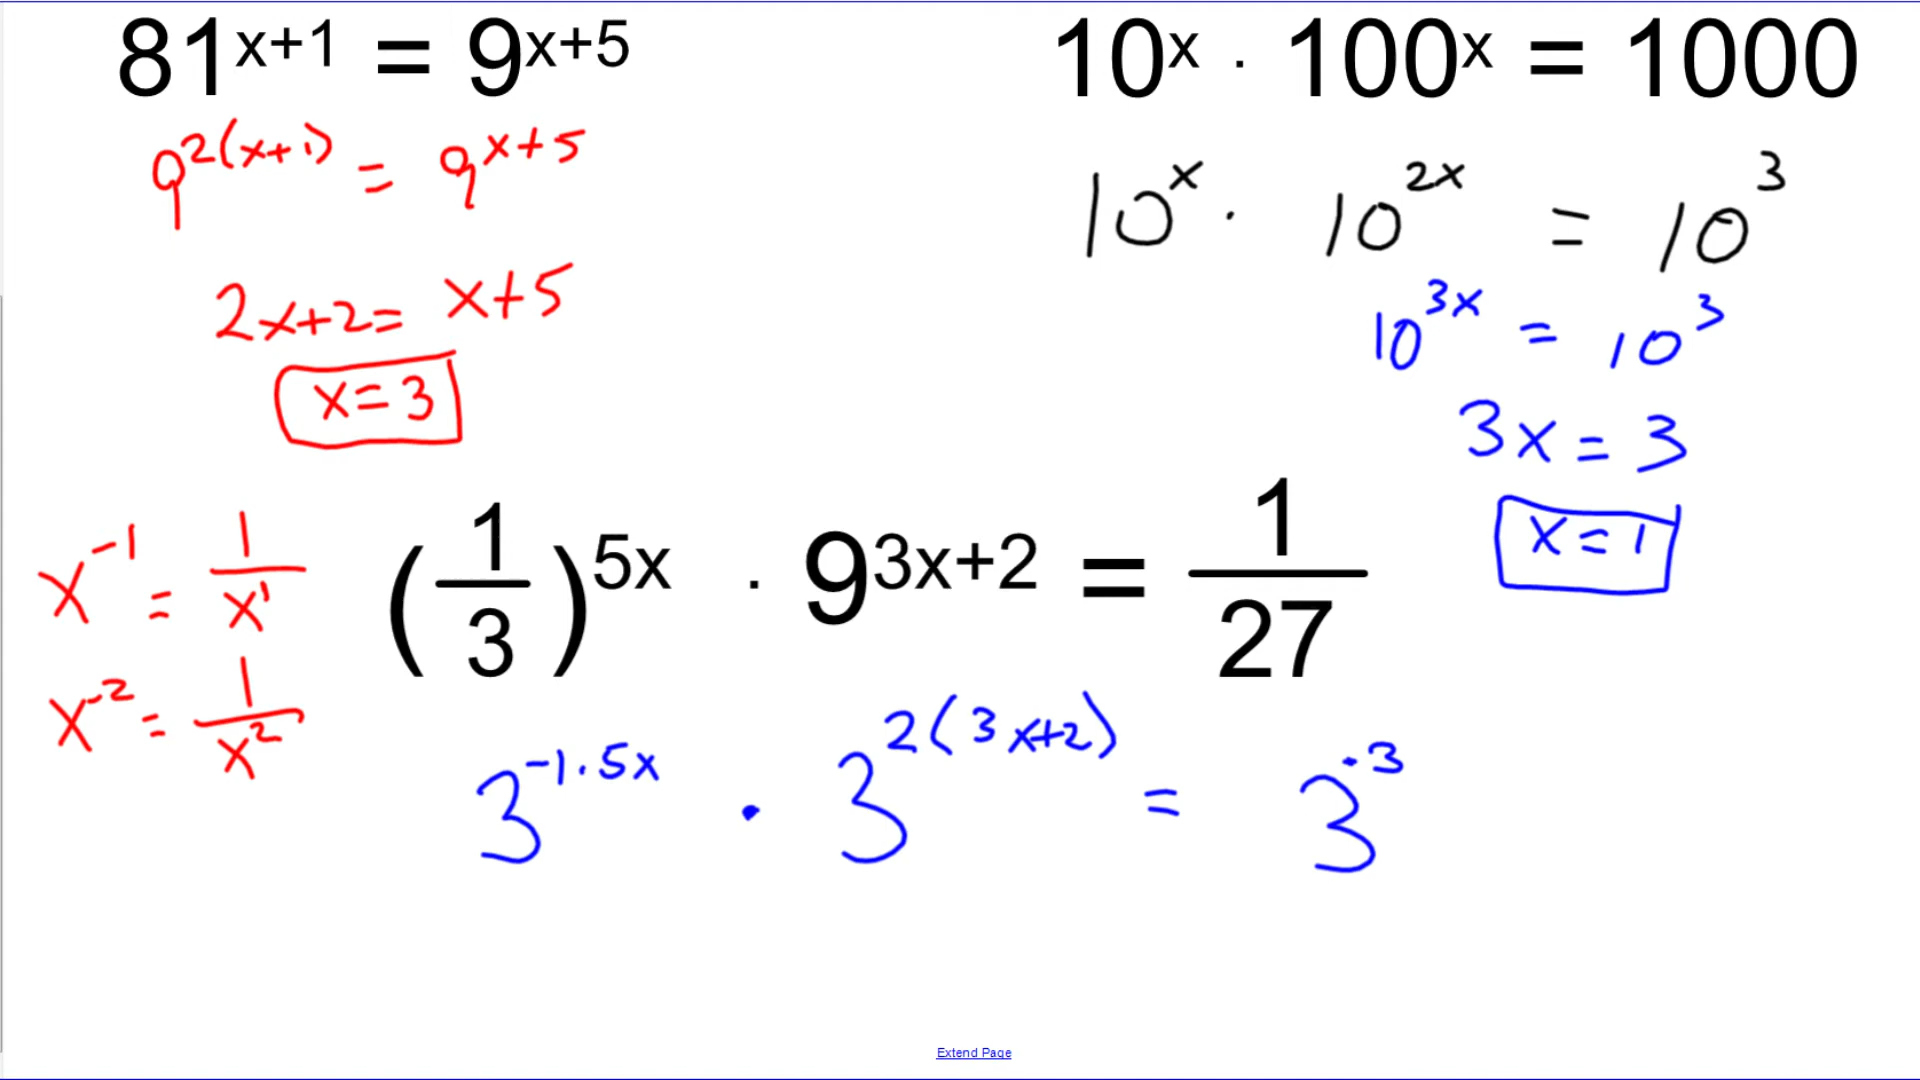 81^{x+1} = 9^{x+5}
9^{2(x+1)} = 9^{x+5}
2x+2 = x+5
x = 3
10^x · 100^x = 1000
10^x · 10^{2x} = 10^3
10^{3x} = 10^3
3x = 3
x = 1
x^{-1} = 1/x^1
x^{-2} = 1/x^2
(1/3)^{5x} · 9^{3x+2} = 1/27
3^{-1·5x} · 3^{2(3x+2)} = 3^{-3}
Extend Page